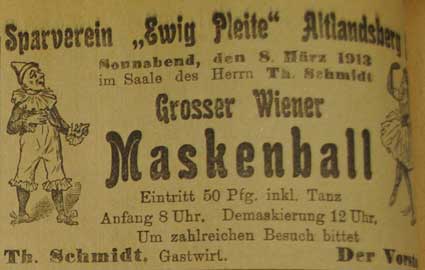 Sparverein „Ewig Pleite“ Altlandsberg
Sonnabend, den 8. März 1913
im Saale des Herrn Th. Schmidt
Grosser Wiener
Maskenball
Eintritt 50 Pfg. inkl. Tanz
Anfang 8 Uhr. Demaskierung 12 Uhr.
Um zahlreichen Besuch bittet
Th. Schmidt, Gastwirt. Der Vorst